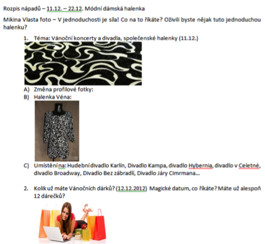 Rozpis nápadů – 11.12. – 22.12. Módní dámská halenka
Mikina Vlasta foto – V jednoduchosti je síla! Co na to říkáte? Oživili byste nějak tuto jednoduchou
halenku?
1. Téma: Vánoční koncerty a divadla, společenské halenky (11.12.)
A) Změna profilové fotky:
B) Halenka Véna:
C) Umístění na: Hudební divadlo Karlín, Divadlo Kampa, divadlo Hybernia, divadlo v Celetné,
divadlo Broadway, Divadlo Bez zábradlí, Divadlo Járy Cimrmana...
2. Kolik už máte Vánočních dárků? (12.12.2012) Magické datum, co říkáte? Máte už alespoň
12 dárečků?